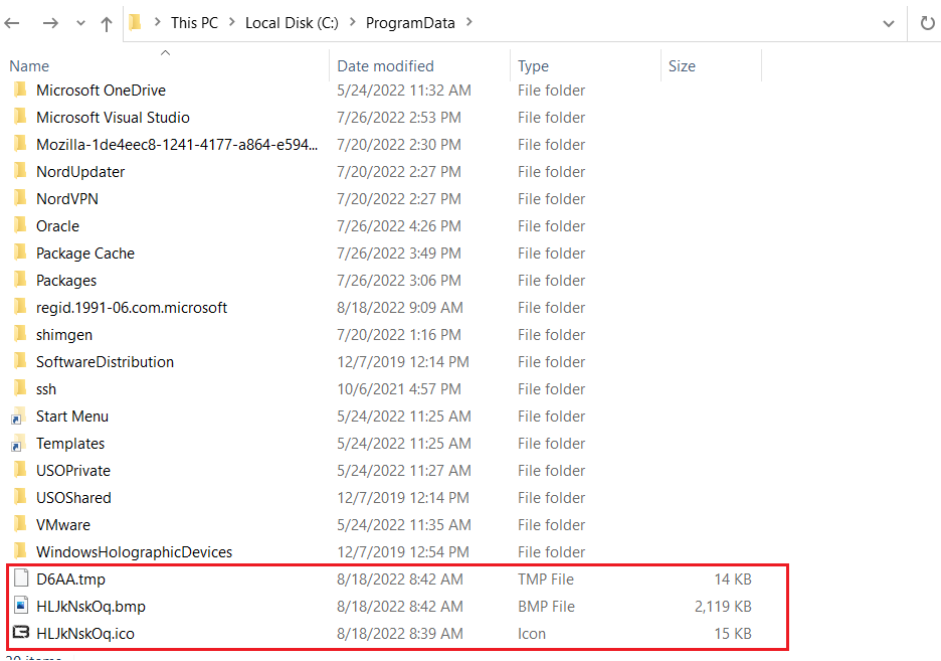 This PC > Local Disk (C:) > ProgramData >
Name Date modified Type Size
Microsoft OneDrive 5/24/2022 11:32 AM File folder
Microsoft Visual Studio 7/26/2022 2:53 PM File folder
Mozilla-1de4eec8-1241-4177-a864-e594... 7/20/2022 2:30 PM File folder
NordUpdater 7/20/2022 2:27 PM File folder
NordVPN 7/20/2022 2:27 PM File folder
Oracle 7/26/2022 4:26 PM File folder
Package Cache 7/26/2022 3:49 PM File folder
Packages 7/26/2022 3:06 PM File folder
regid.1991-06.com.microsoft 8/18/2022 9:09 AM File folder
shimgen 7/20/2022 1:16 PM File folder
SoftwareDistribution 12/7/2019 12:14 PM File folder
ssh 10/6/2021 4:57 PM File folder
Start Menu 5/24/2022 11:25 AM File folder
Templates 5/24/2022 11:25 AM File folder
USOPrivate 5/24/2022 11:27 AM File folder
USOShared 12/7/2019 12:14 PM File folder
VMware 5/24/2022 11:35 AM File folder
WindowsHolographicDevices 12/7/2019 12:54 PM File folder
D6AA.tmp 8/18/2022 8:42 AM TMP File 14 KB
HLJkNskOq.bmp 8/18/2022 8:42 AM BMP File 2,119 KB
HLJkNskOq.ico 8/18/2022 8:39 AM Icon 15 KB